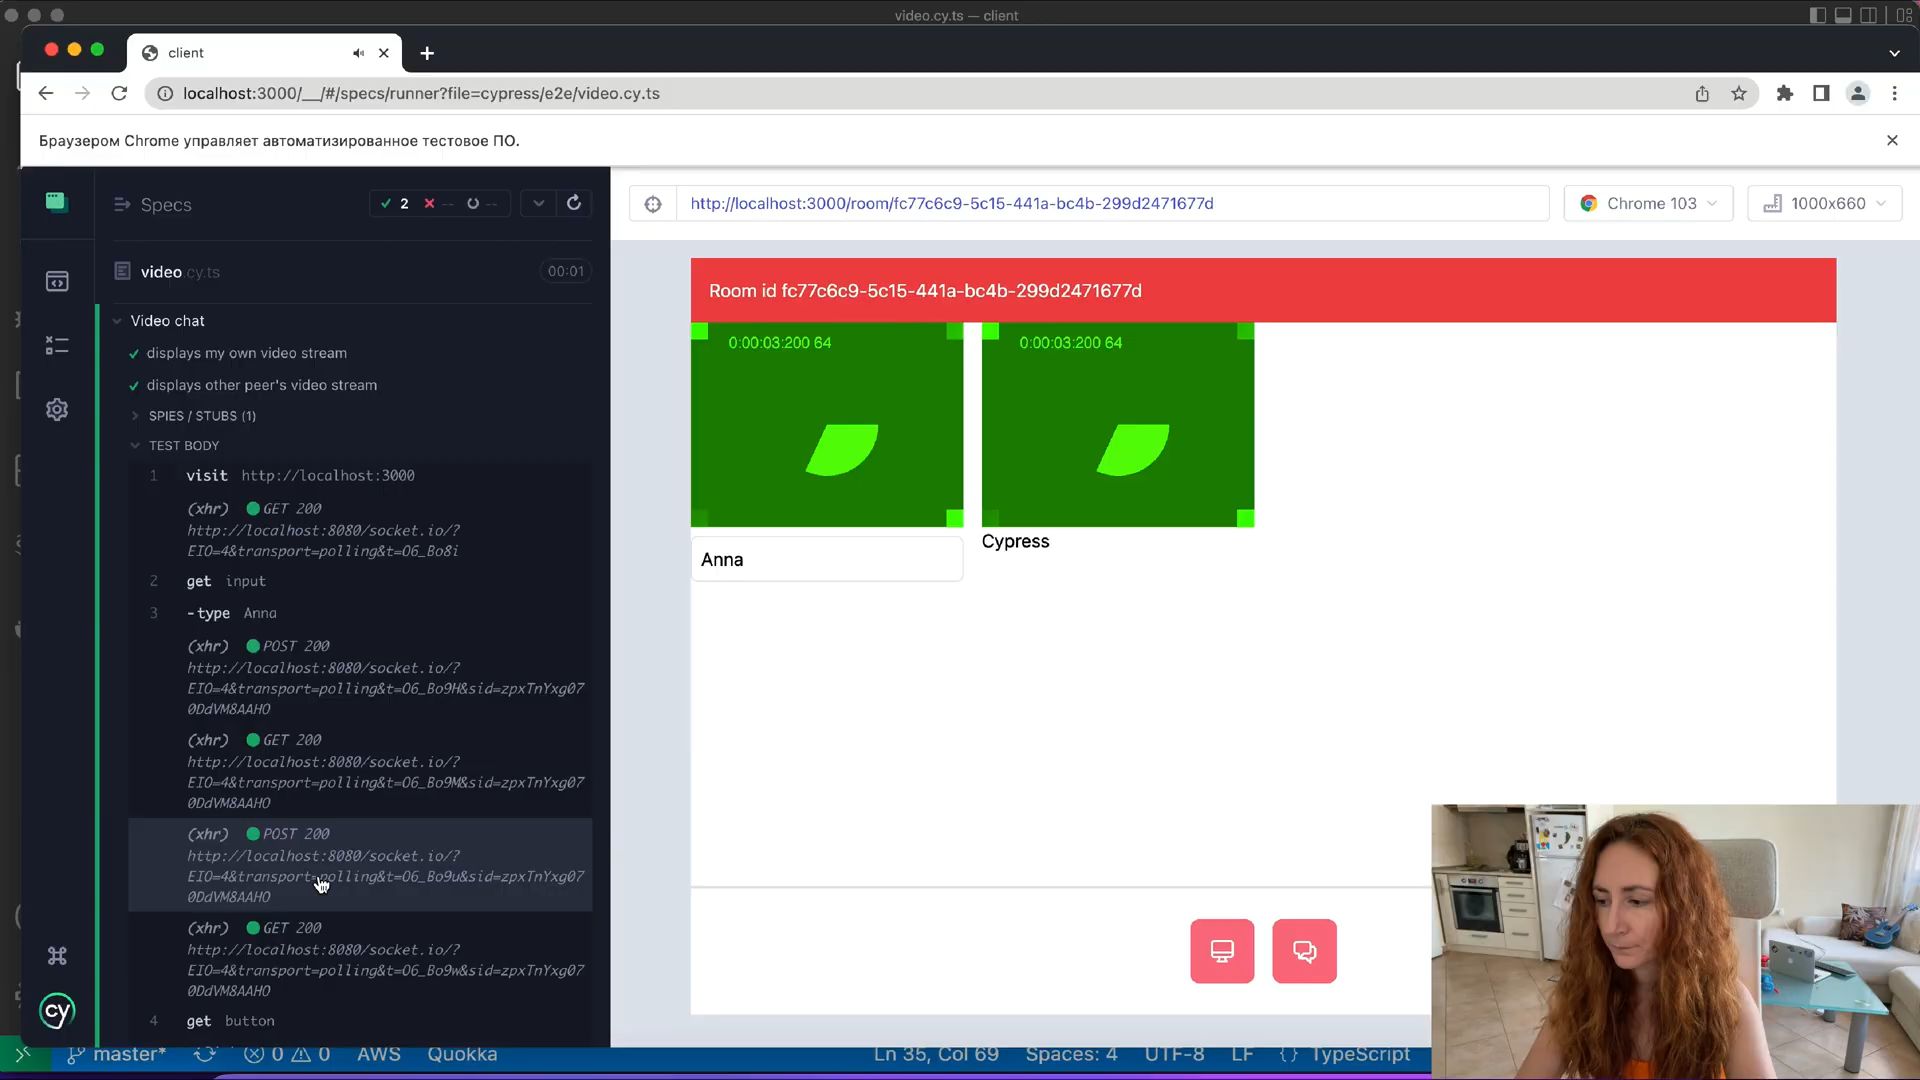 video.cy.ts — client
client
localhost:3000/__/#/specs/runner?file=cypress/e2e/video.cy.ts
Браузером Chrome управляет автоматизированное тестовое ПО.
Specs
2
--
--
http://localhost:3000/room/fc77c6c9-5c15-441a-bc4b-299d2471677d
Chrome 103
1000x660
video.cy.ts
00:01
Video chat
displays my own video stream
displays other peer's video stream
SPIES / STUBS (1)
TEST BODY
1 visit http://localhost:3000
(xhr) GET 200
http://localhost:8080/socket.io/?
EIO=4&transport=polling&t=O6_Bo8i
2 get input
3 -type Anna
(xhr) POST 200
http://localhost:8080/socket.io/?
EIO=4&transport=polling&t=O6_Bo9H&sid=zpxTnYxg07
0DdVM8AAHO
(xhr) GET 200
http://localhost:8080/socket.io/?
EIO=4&transport=polling&t=O6_Bo9M&sid=zpxTnYxg07
0DdVM8AAHO
(xhr) POST 200
http://localhost:8080/socket.io/?
EIO=4&transport=polling&t=O6_Bo9u&sid=zpxTnYxg07
0DdVM8AAHO
(xhr) GET 200
http://localhost:8080/socket.io/?
EIO=4&transport=polling&t=O6_Bo9w&sid=zpxTnYxg07
0DdVM8AAHO
4 get button
cy
Room id fc77c6c9-5c15-441a-bc4b-299d2471677d
0:00:03:200 64
0:00:03:200 64
Anna
Cypress
master*
0
0
AWS
Quokka
Ln 35, Col 69
Spaces: 4
UTF-8
LF
{} TypeScript